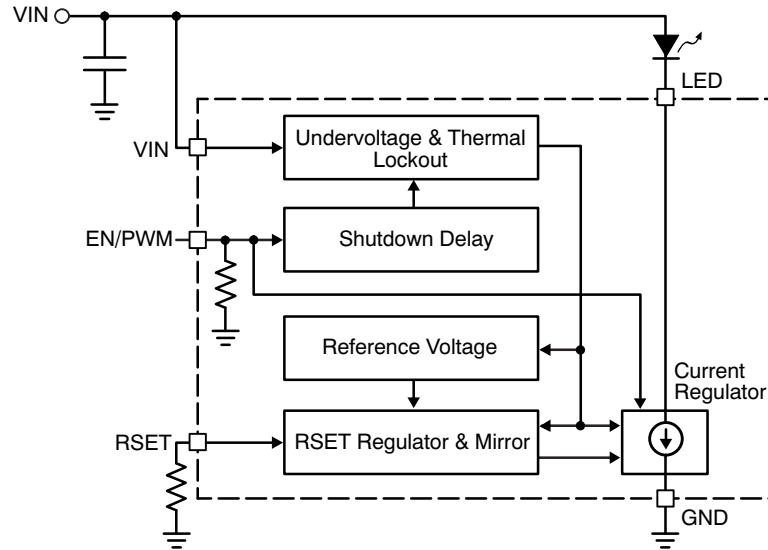 VIN
LED
Undervoltage & Thermal
Lockout
VIN
EN/PWM
Shutdown Delay
Reference Voltage
Current
Regulator
RSET
RSET Regulator & Mirror
GND